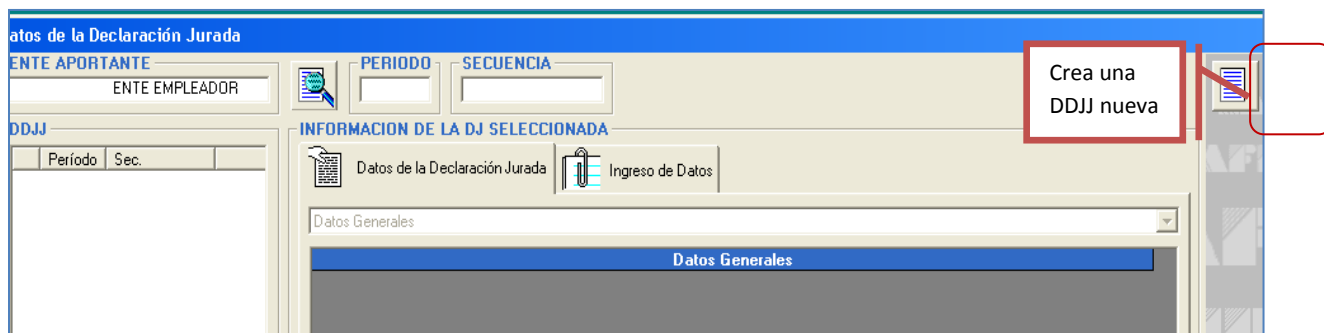 atos de la Declaración Jurada
ENTE APORTANTE
ENTE EMPLEADOR
PERIODO
SECUENCIA
Crea una
DDJJ nueva
DDJJ
Período
Sec.
INFORMACION DE LA DJ SELECCIONADA
Datos de la Declaración Jurada
Ingreso de Datos
Datos Generales
Datos Generales